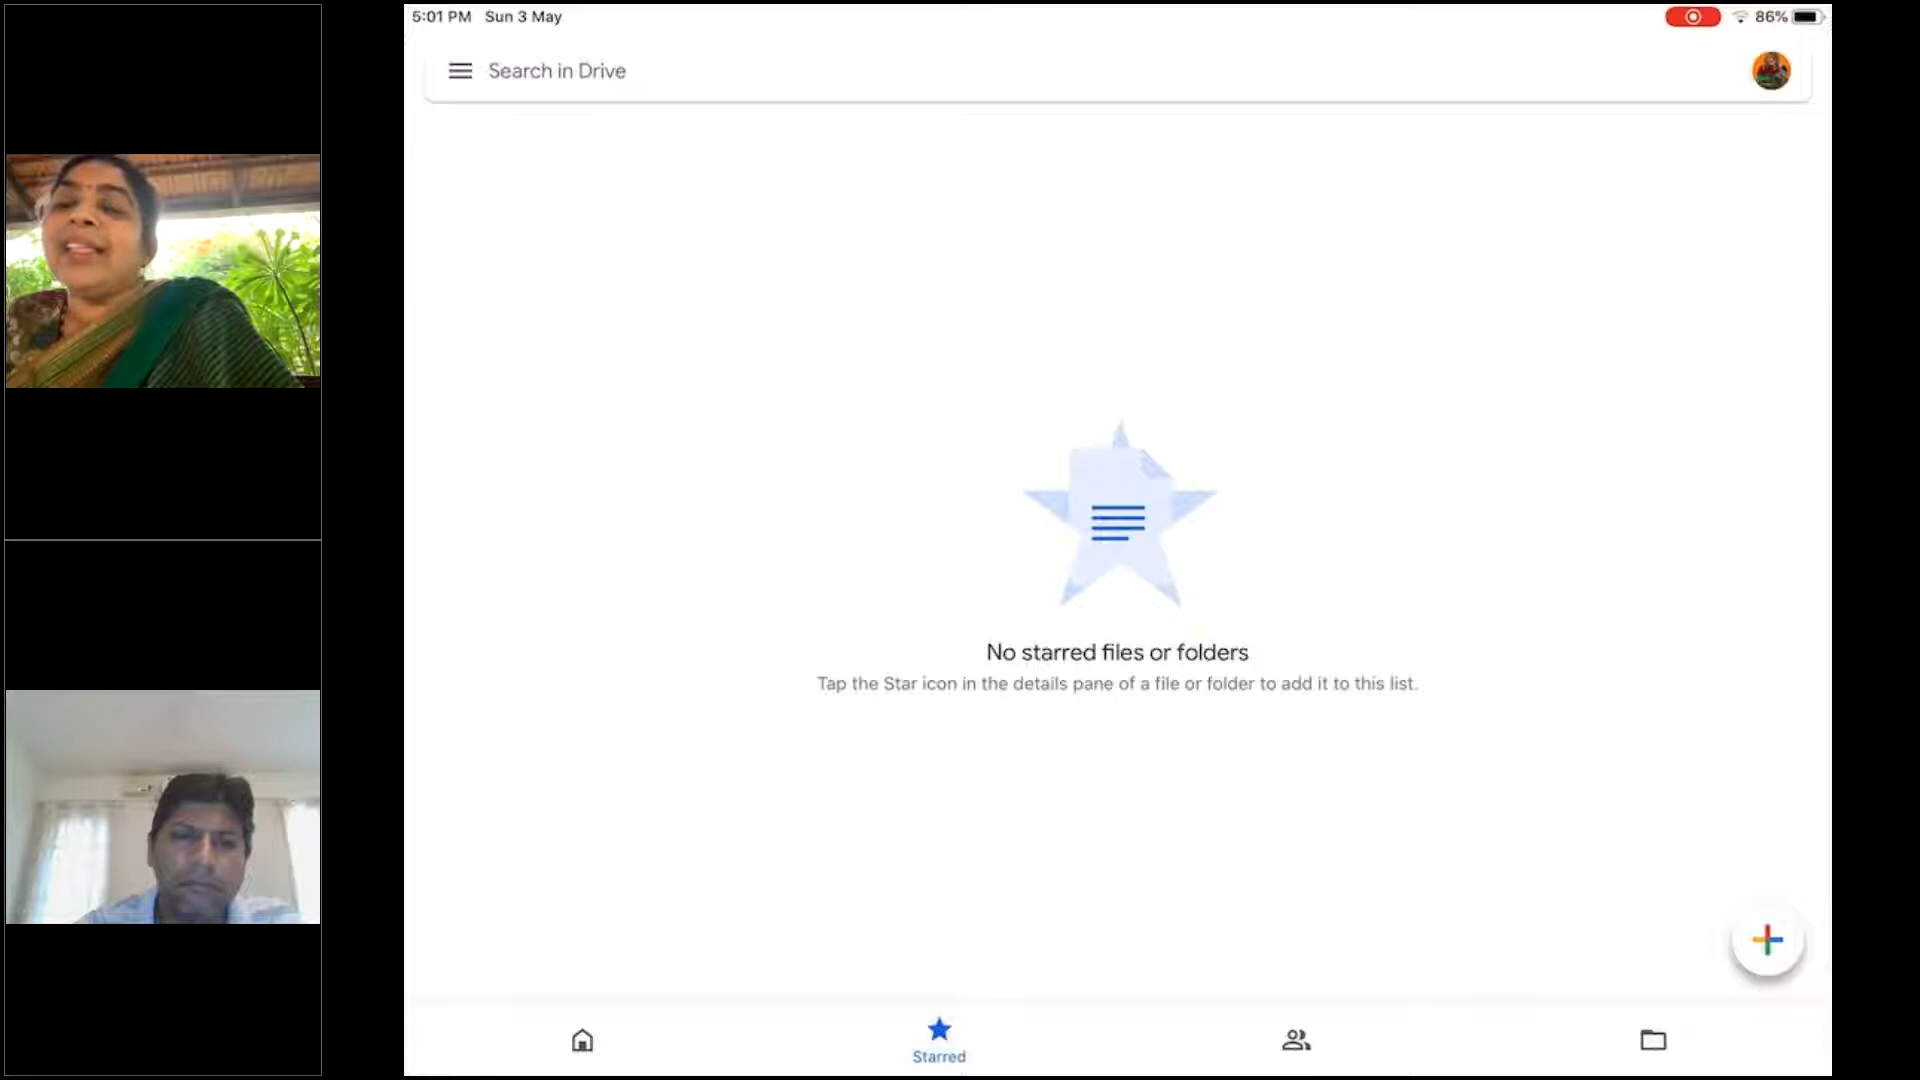 5:01 PM Sun 3 May
86%
Search in Drive
No starred files or folders
Tap the Star icon in the details pane of a file or folder to add it to this list.
Starred